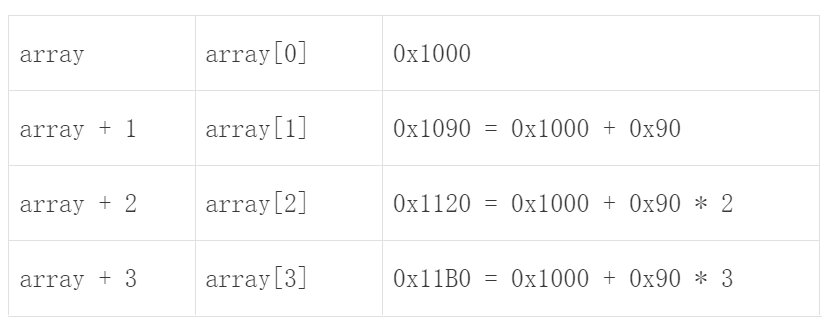 array array[0] 0x1000
array + 1 array[1] 0x1090 = 0x1000 + 0x90
array + 2 array[2] 0x1120 = 0x1000 + 0x90 * 2
array + 3 array[3] 0x11B0 = 0x1000 + 0x90 * 3